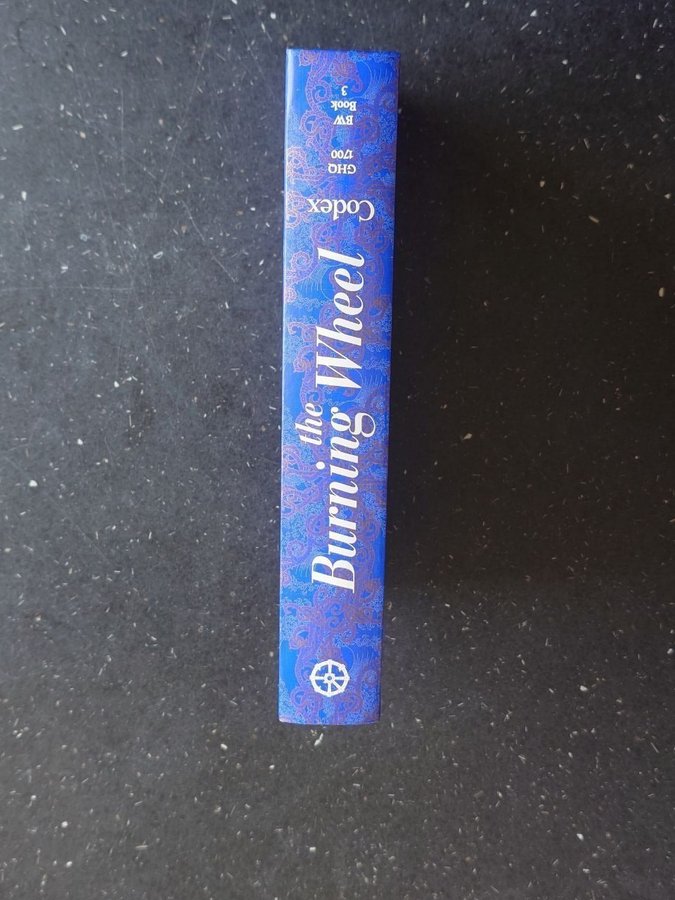 the
Burning Wheel
Codex
GHQ
1700
BW
Book
3